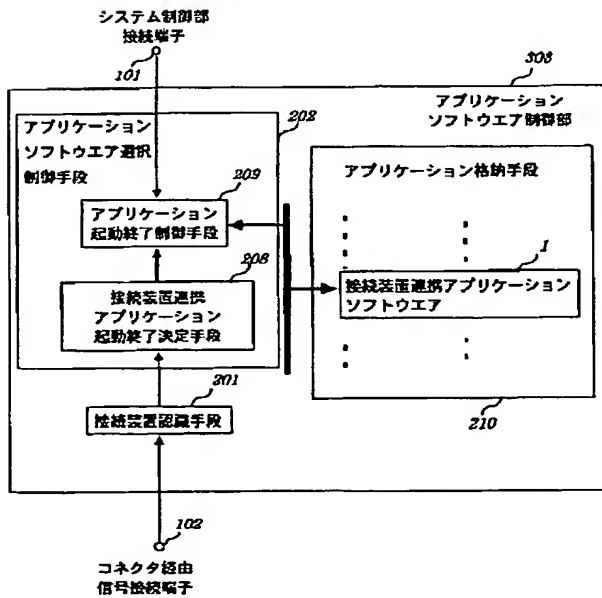 システム制御部
接続端子
101
303
アプリケーション
ソフトウエア制御部
202
アプリケーション
ソフトウエア選択
制御手段
アプリケーション格納手段
209
アプリケーション
起動終了制御手段
208
接続装置連携
アプリケーション
起動終了決定手段
1
接続装置連携アプリケーション
ソフトウエア
201
接続装置認識手段
210
102
コネクタ経由
信号接続端子